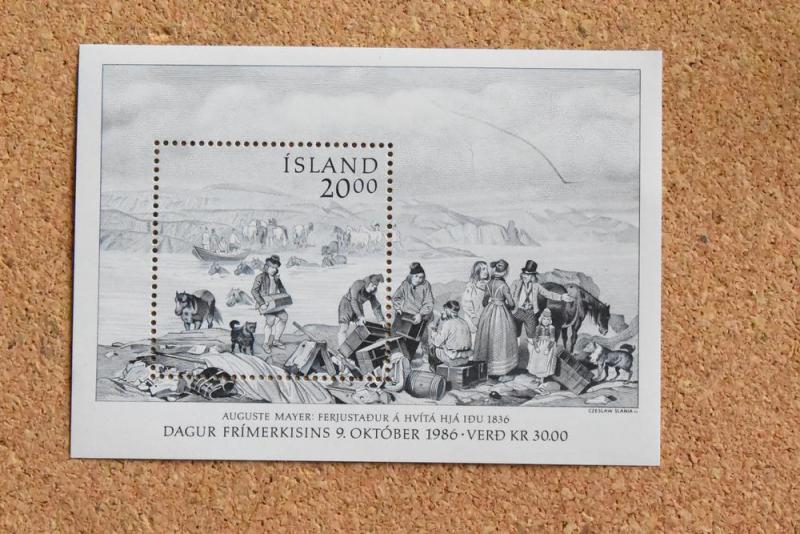 ÍSLAND
20.00
CZESLAW SLANIA
AUGUSTE MAYER: FERJUSTAÐUR Á HVÍTÁ HJÁ IÐU 1836
DAGUR FRÍMERKISINS 9. OKTÓBER 1986 · VERÐ KR 30.00